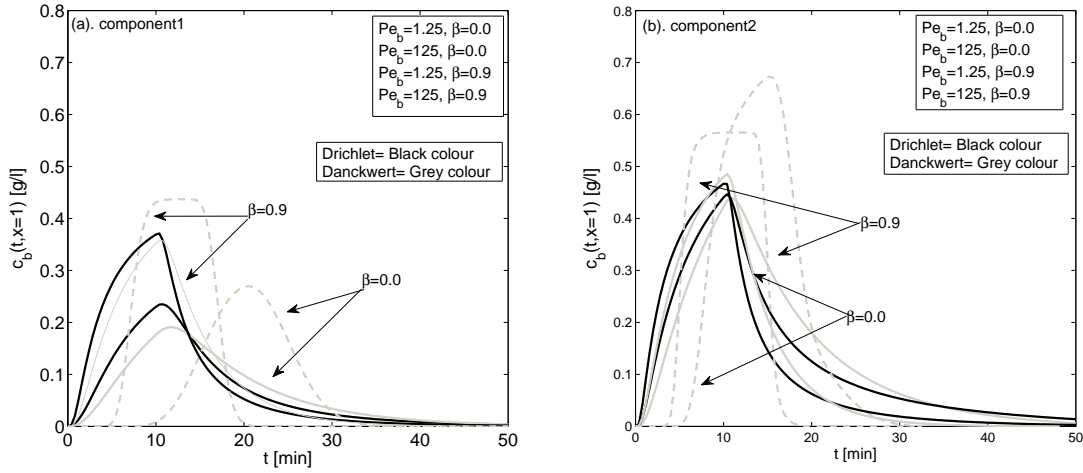 (a). component1
Pe_b=1.25, β=0.0
Pe_b=125, β=0.0
Pe_b=1.25, β=0.9
Pe_b=125, β=0.9
Drichlet= Black colour
Danckwert= Grey colour
β=0.9
β=0.0
c_b(t,x=1) [g/l]
0.8
0.7
0.6
0.5
0.4
0.3
0.2
0.1
0
0 10 20 30 40 50
t [min]
(b). component2
Pe_b=1.25, β=0.0
Pe_b=125, β=0.0
Pe_b=1.25, β=0.9
Pe_b=125, β=0.9
Drichlet= Black colour
Danckwert= Grey colour
β=0.9
β=0.0
c_b(t,x=1) [g/l]
0.8
0.7
0.6
0.5
0.4
0.3
0.2
0.1
0
0 10 20 30 40 50
t [min]